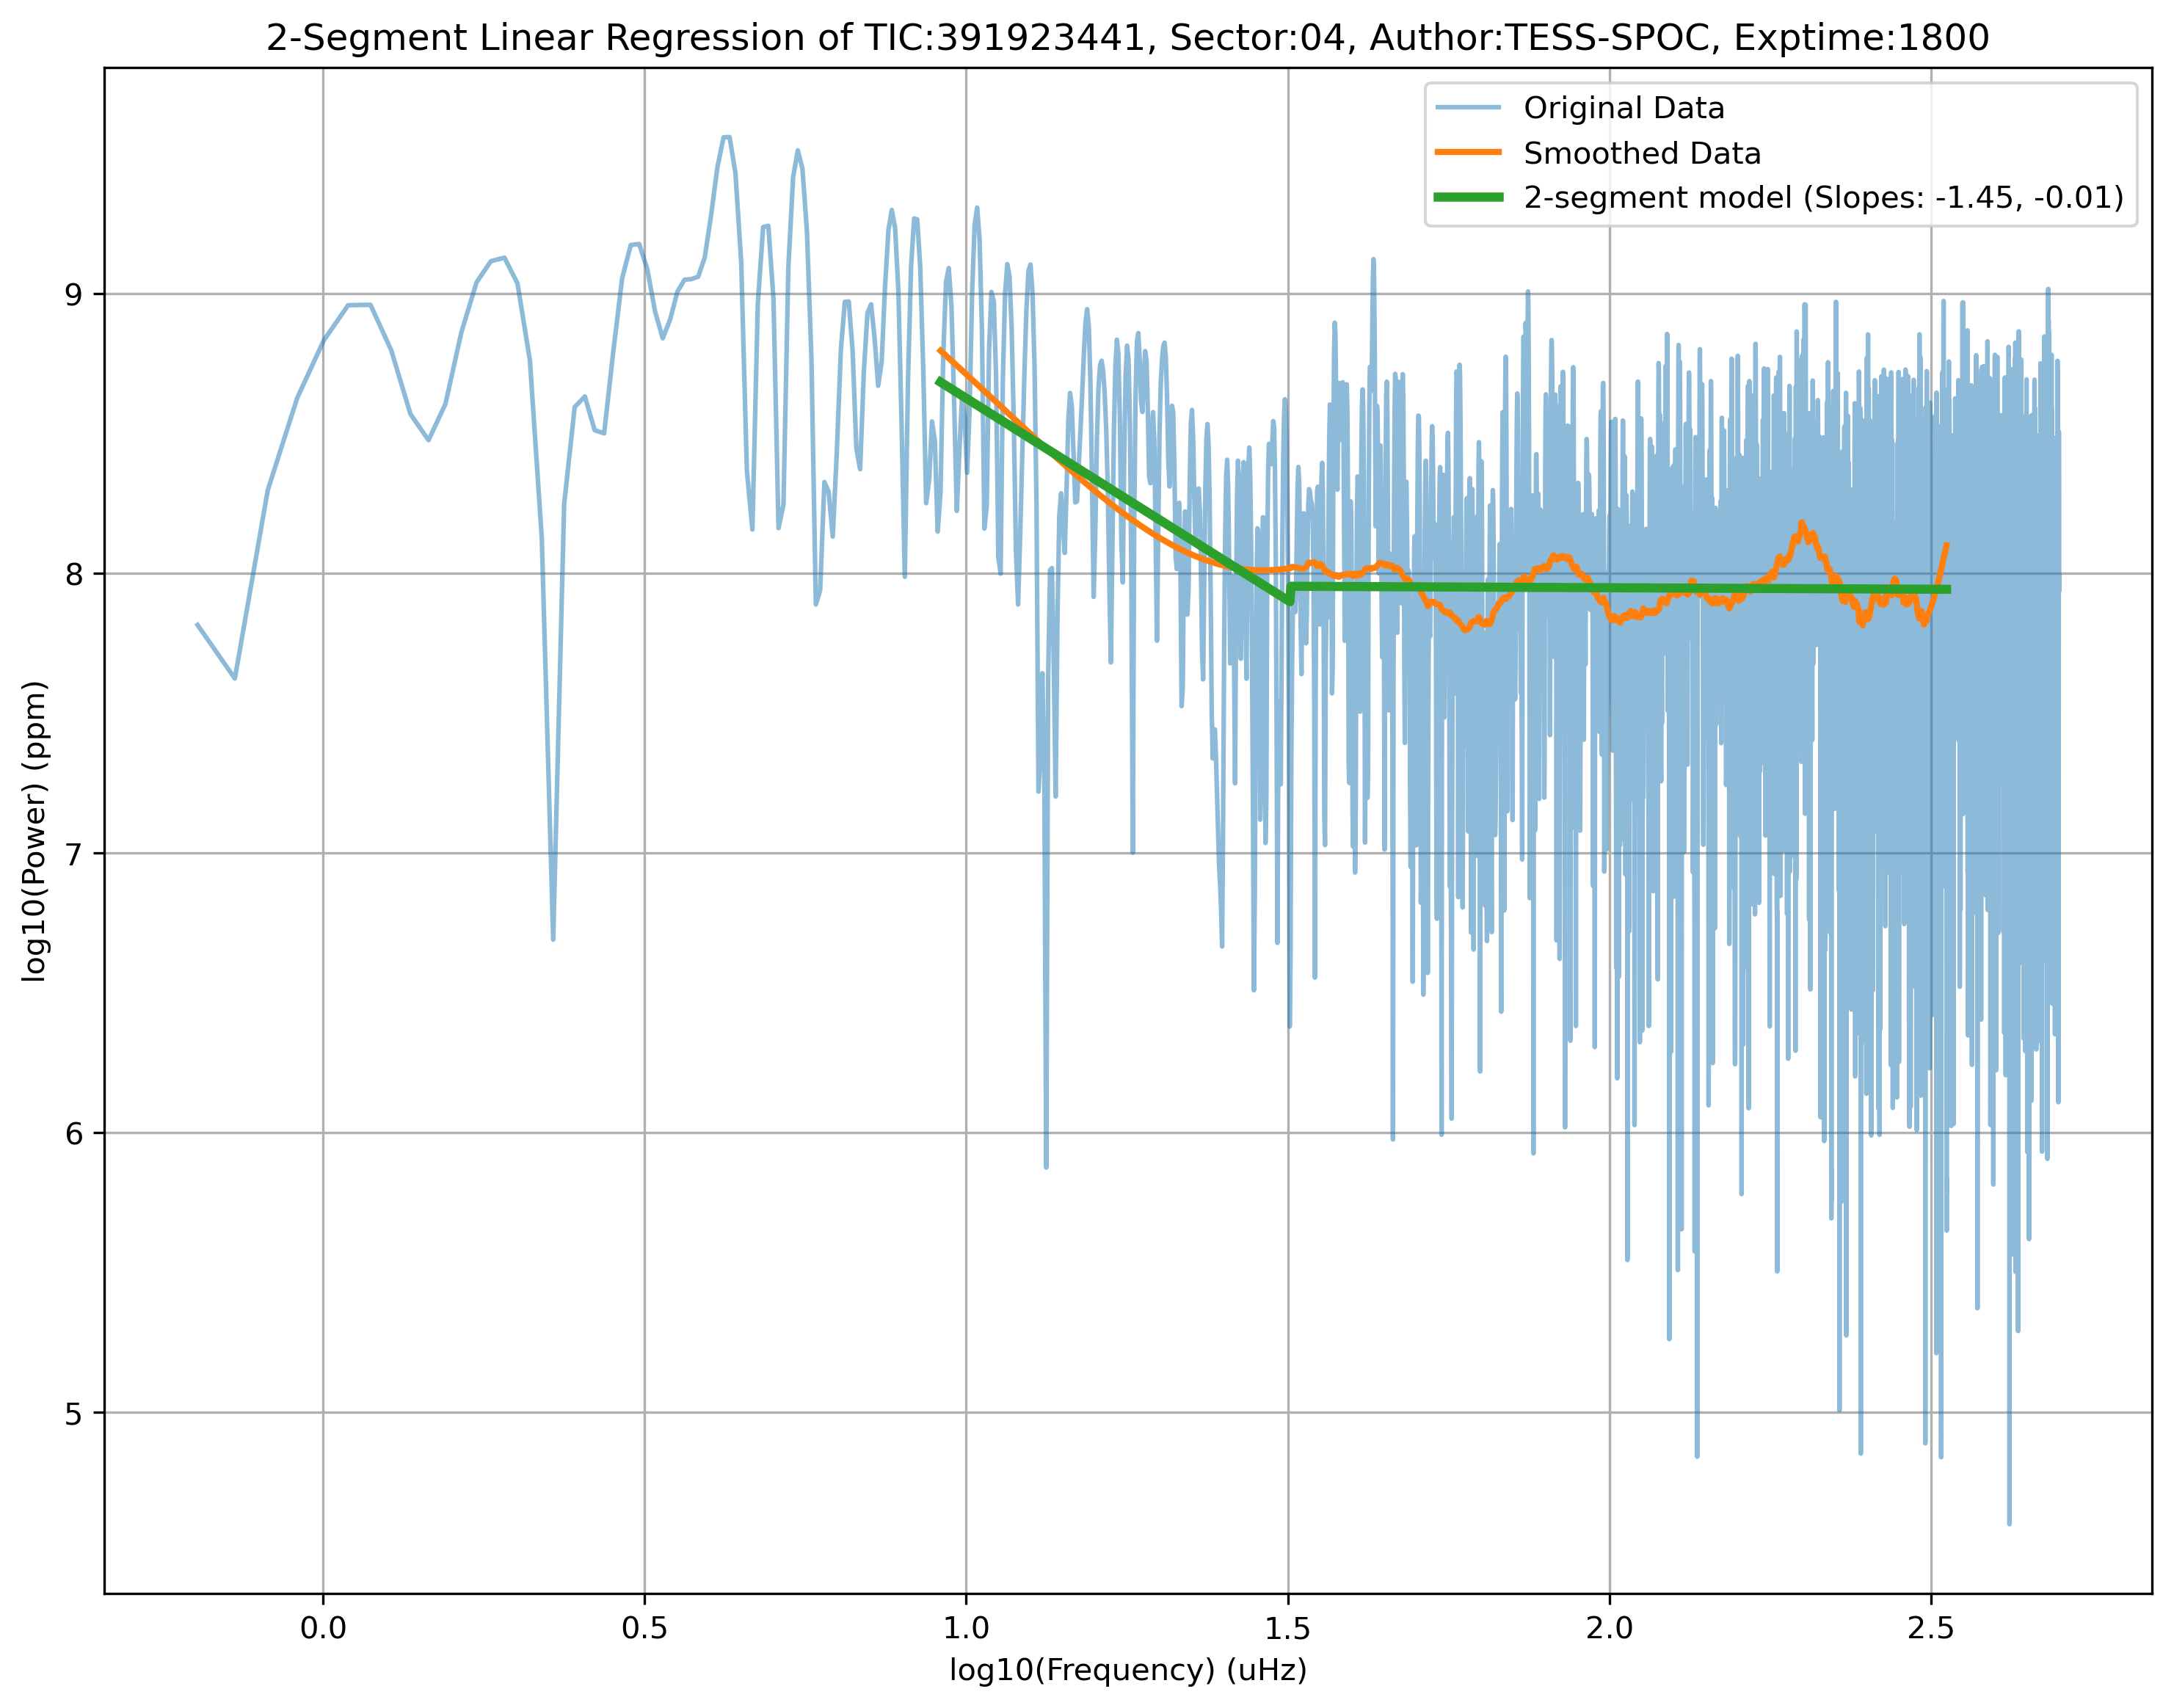 2-Segment Linear Regression of TIC:391923441, Sector:04, Author:TESS-SPOC, Exptime:1800
Original Data
Smoothed Data
2-segment model (Slopes: -1.45, -0.01)
log10(Power) (ppm)
9
8
7
6
5
0.0 0.5 1.0 1.5 2.0 2.5
log10(Frequency) (uHz)